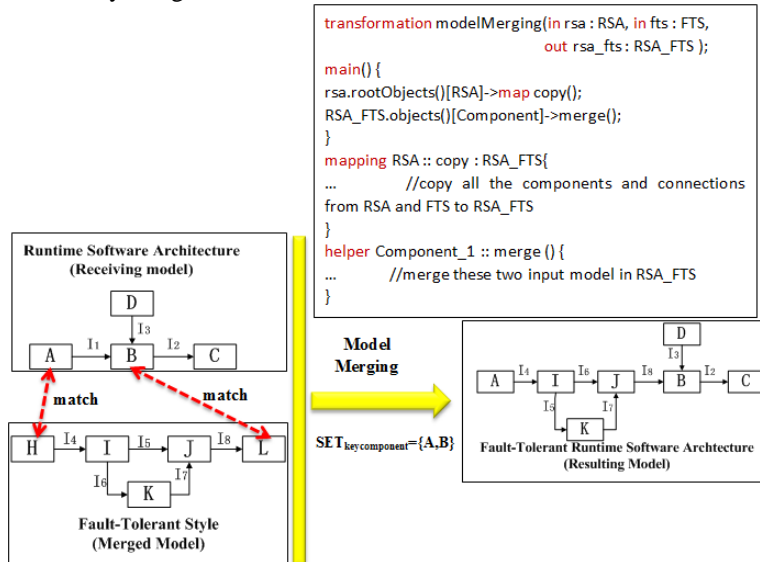 transformation modelMerging(in rsa : RSA, in fts : FTS,
out rsa_fts : RSA_FTS );
main() {
rsa.rootObjects()[RSA]->map copy();
RSA_FTS.objects()[Component]->merge();
}
mapping RSA :: copy : RSA_FTS{
... //copy all the components and connections
from RSA and FTS to RSA_FTS
}
helper Component_1 :: merge () {
... //merge these two input model in RSA_FTS
}
Runtime Software Architecture
(Receiving model)
D
I3
A I1 B I2 C
match
match
H I4 I I5 J I8 L
I6 K I7
Fault-Tolerant Style
(Merged Model)
Model
Merging
SETkeycomponent={A,B}
D
I3
A I4 I I6 J I8 B I2 C
I5 K I7
Fault-Tolerant Runtime Software Archtecture
(Resulting Model)